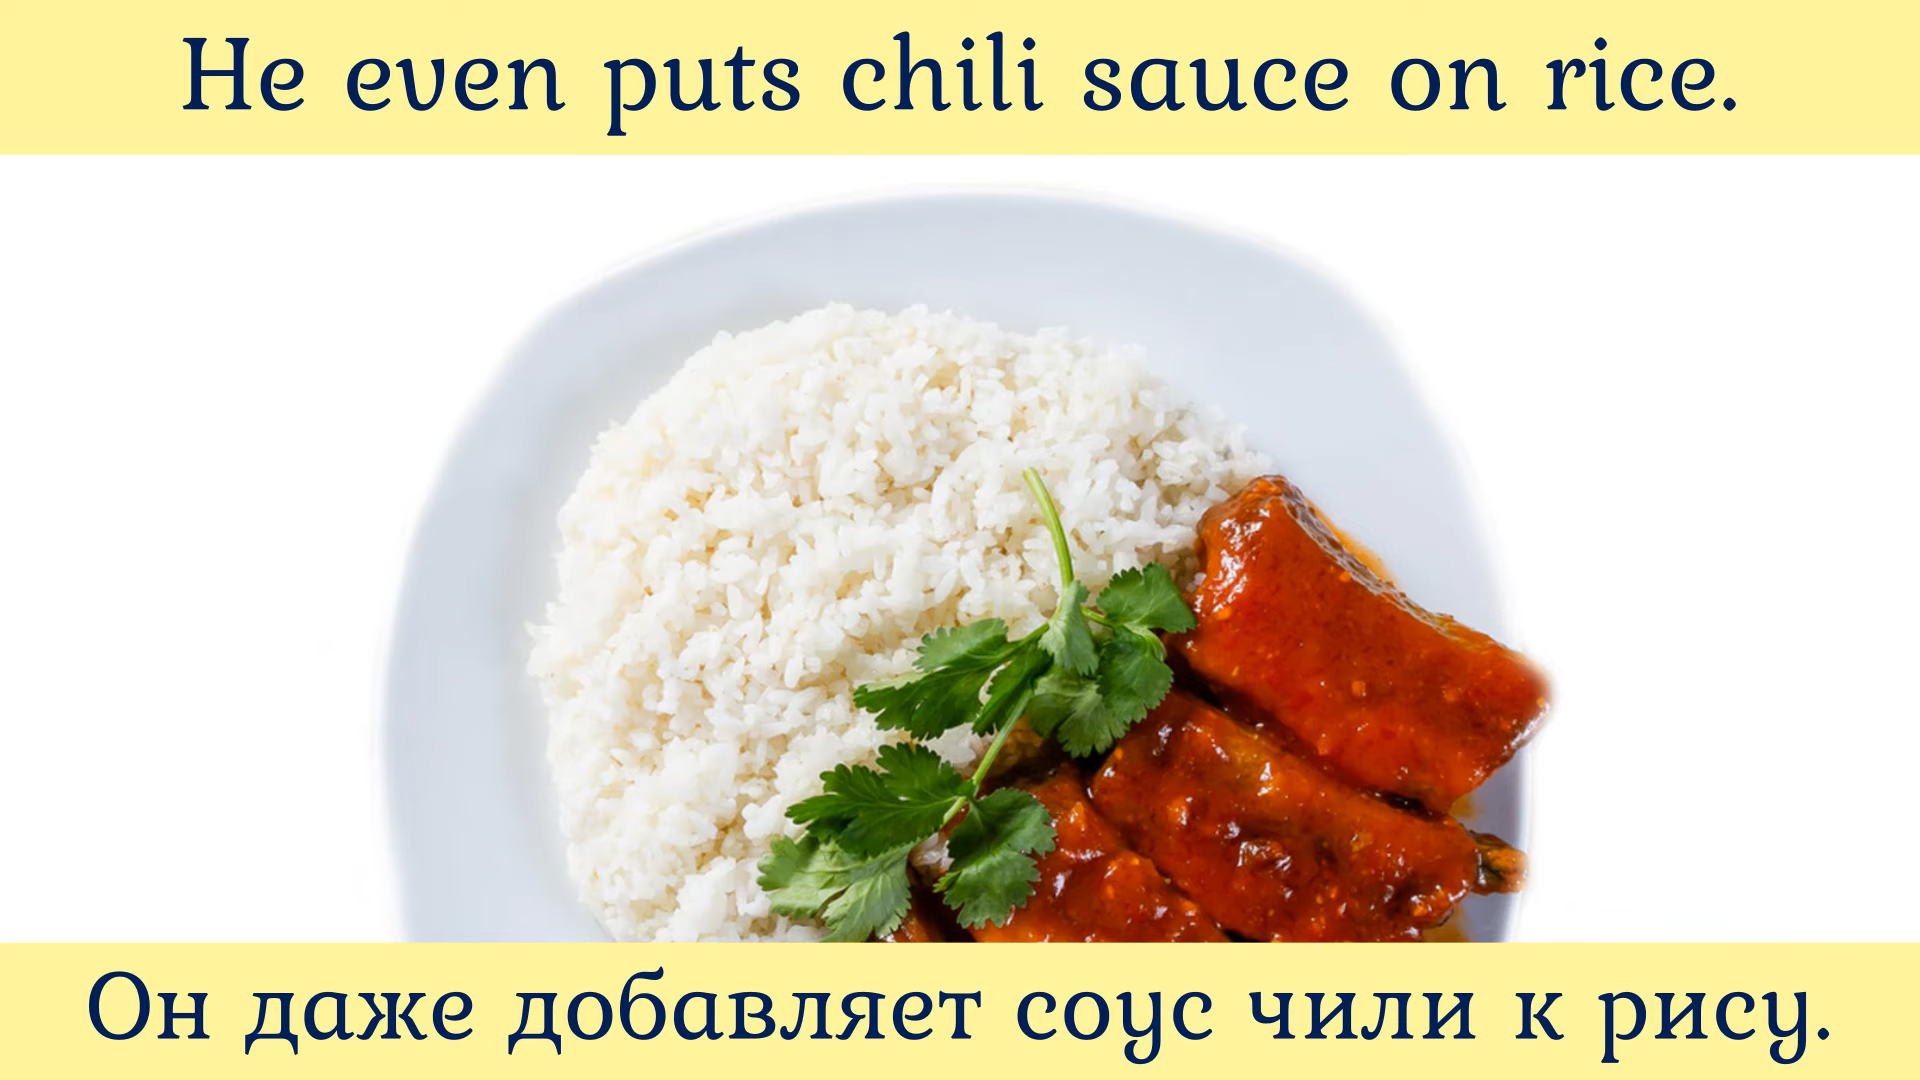 He even puts chili sauce on rice.
Он даже добавляет соус чили к рису.